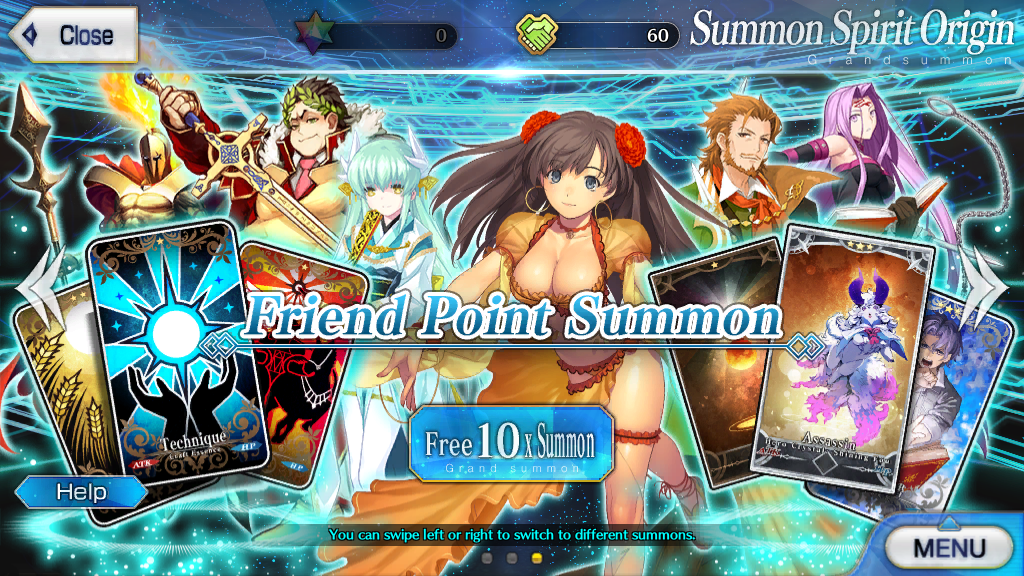 Close
0
60
Summon Spirit Origin
Grandsummon
Friend Point Summon
Technique
Craft Essence
ATK
HP
HP
Assassin
ATK
Free 10 x Summon
Grand summon
Help
You can swipe left or right to switch to different summons.
MENU